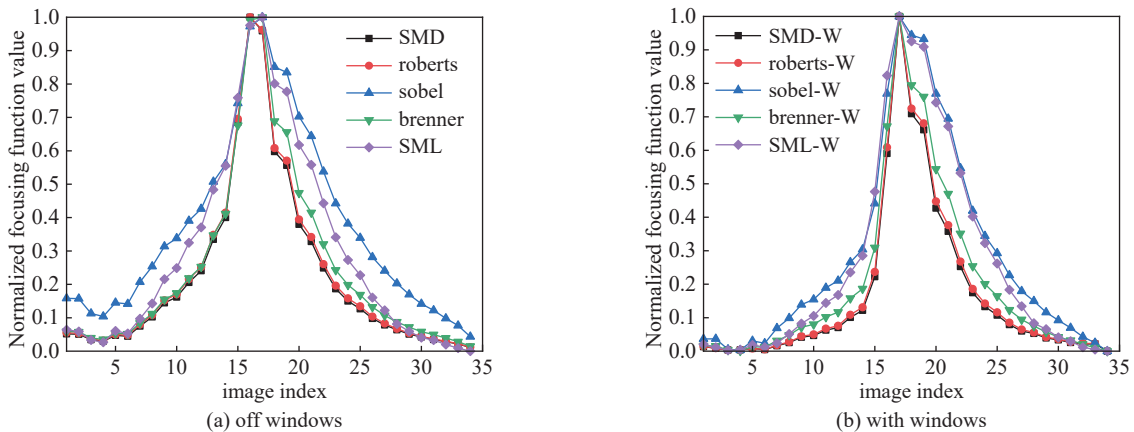 Normalized focusing function value
1.0
0.9
0.8
0.7
0.6
0.5
0.4
0.3
0.2
0.1
0.0
SMD
roberts
sobel
brenner
SML
5 10 15 20 25 30 35
image index
(a) off windows
Normalized focusing function value
1.0
0.9
0.8
0.7
0.6
0.5
0.4
0.3
0.2
0.1
0.0
SMD-W
roberts-W
sobel-W
brenner-W
SML-W
5 10 15 20 25 30 35
image index
(b) with windows